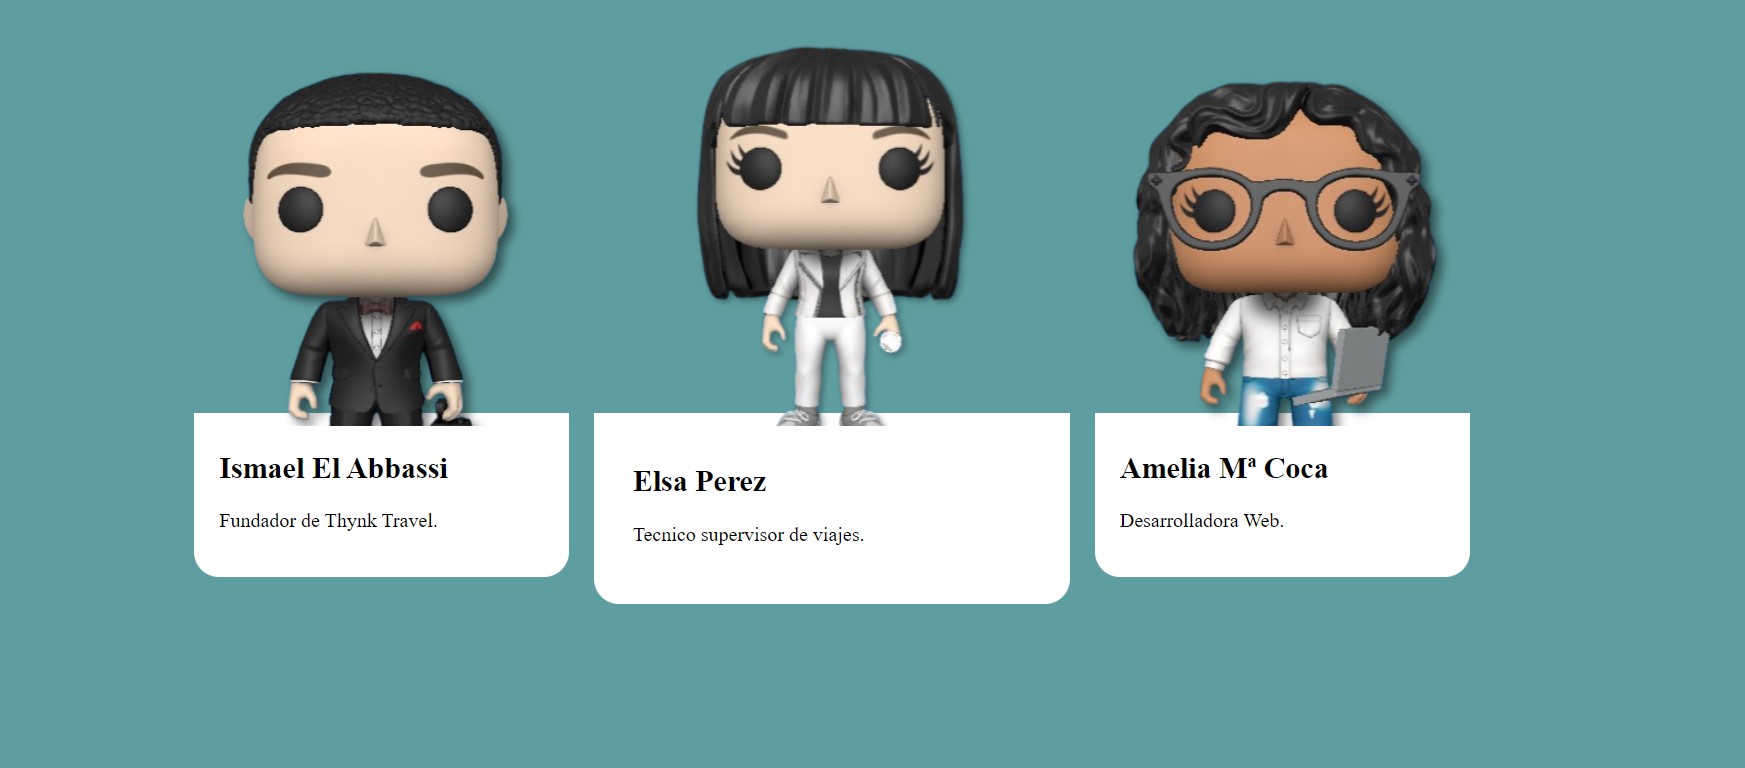 Ismael El Abbassi
Fundador de Thynk Travel.
Elsa Perez
Tecnico supervisor de viajes.
Amelia Mª Coca
Desarrolladora Web.